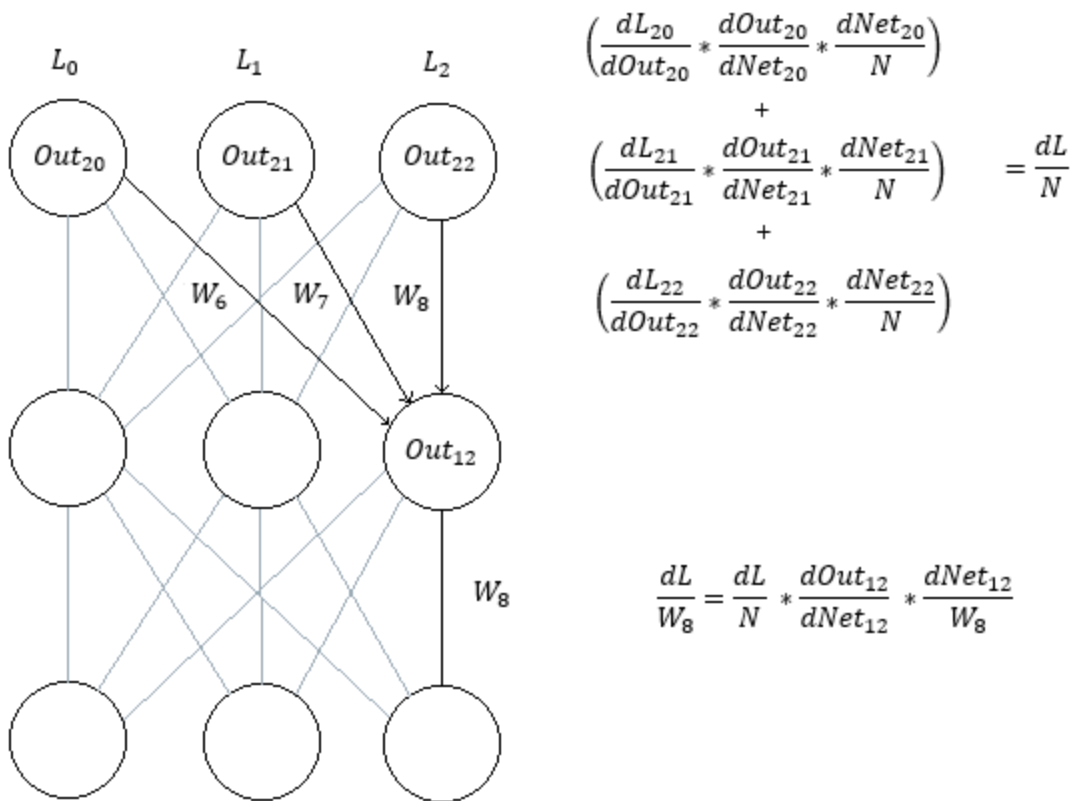 L₀ L₁ L₂
Out₂₀ Out₂₁ Out₂₂
W₆ W₇ W₈
Out₁₂
W₈
(dL₂₀/dOut₂₀ * dOut₂₀/dNet₂₀ * dNet₂₀/N)
+
(dL₂₁/dOut₂₁ * dOut₂₁/dNet₂₁ * dNet₂₁/N) = dL/N
+
(dL₂₂/dOut₂₂ * dOut₂₂/dNet₂₂ * dNet₂₂/N)
dL/W₈ = dL/N * dOut₁₂/dNet₁₂ * dNet₁₂/W₈